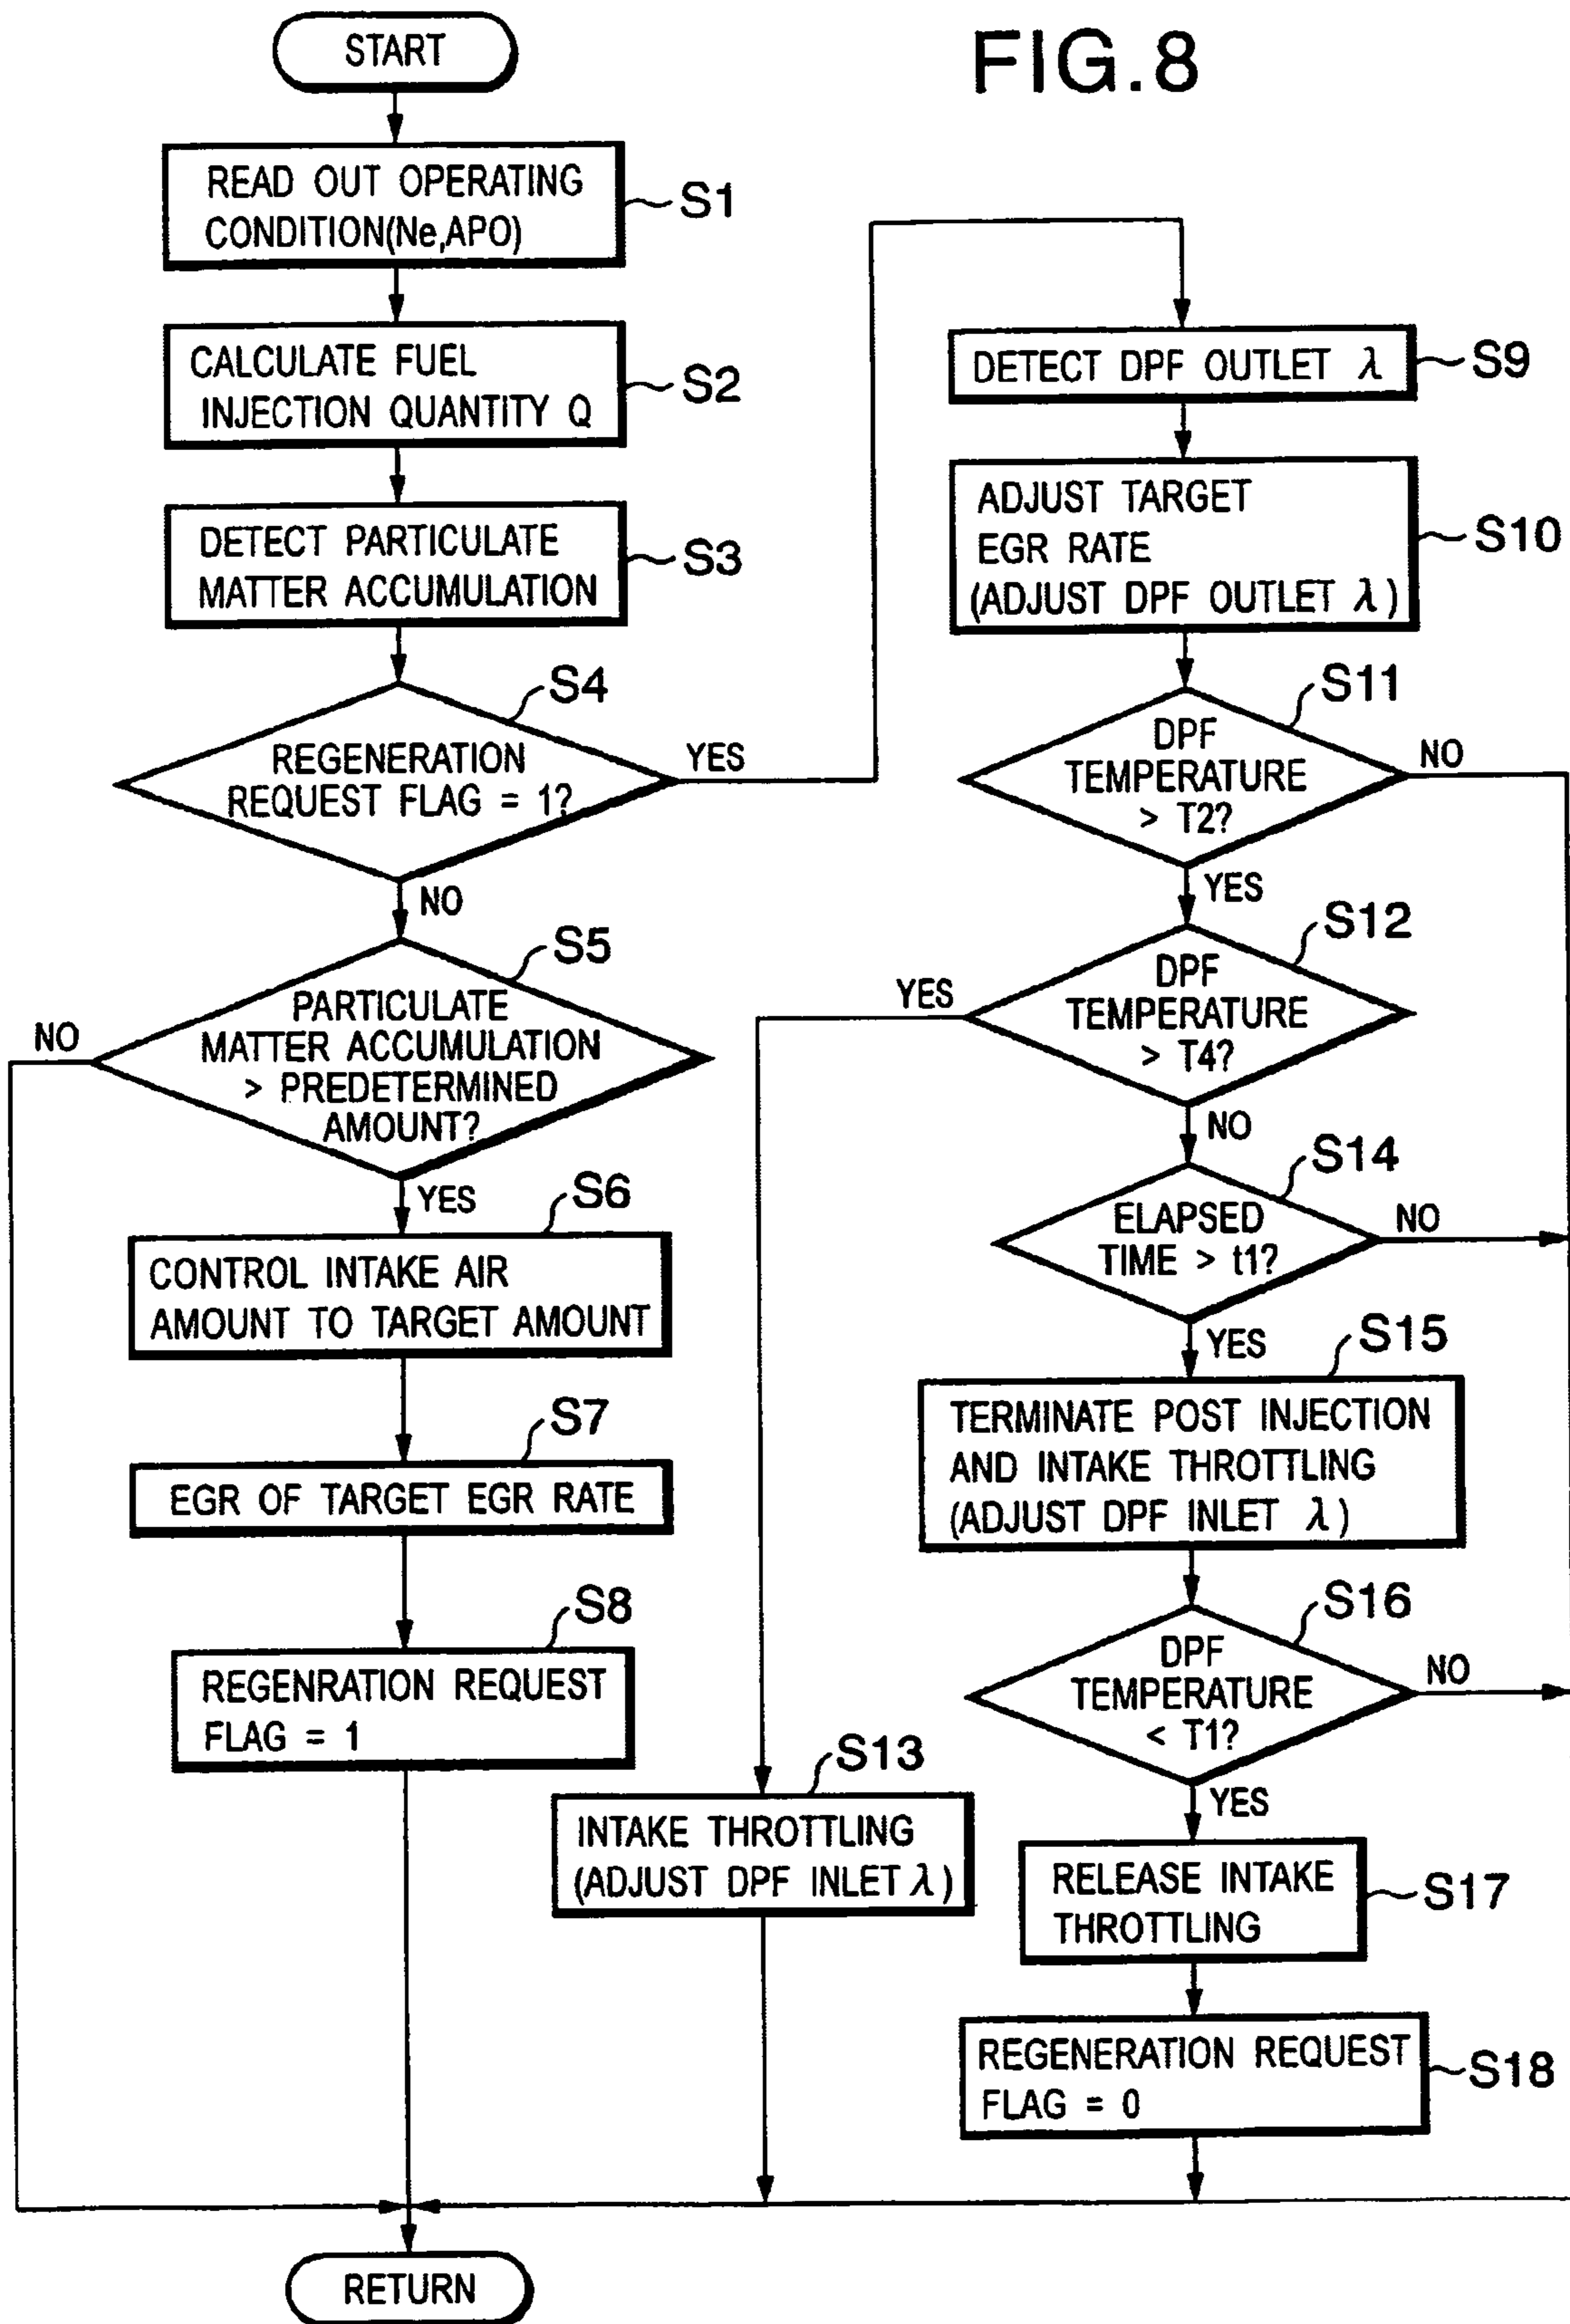 FIG.8
START
READ OUT OPERATING
CONDITION(Ne,APO)
S1
CALCULATE FUEL
INJECTION QUANTITY Q
S2
DETECT PARTICULATE
MATTER ACCUMULATION
S3
S4
REGENERATION
REQUEST FLAG = 1?
YES
NO
S5
PARTICULATE
MATTER ACCUMULATION
> PREDETERMINED
AMOUNT?
NO
YES
S6
CONTROL INTAKE AIR
AMOUNT TO TARGET AMOUNT
S7
EGR OF TARGET EGR RATE
S8
REGENRATION REQUEST
FLAG = 1
DETECT DPF OUTLET λ
S9
ADJUST TARGET
EGR RATE
(ADJUST DPF OUTLET λ)
S10
S11
DPF
TEMPERATURE
> T2?
NO
YES
S12
DPF
TEMPERATURE
> T4?
YES
NO
S13
INTAKE THROTTLING
(ADJUST DPF INLET λ)
S14
ELAPSED
TIME > t1?
NO
YES
S15
TERMINATE POST INJECTION
AND INTAKE THROTTLING
(ADJUST DPF INLET λ)
S16
DPF
TEMPERATURE
< T1?
NO
YES
RELEASE INTAKE
THROTTLING
S17
REGENERATION REQUEST
FLAG = 0
S18
RETURN